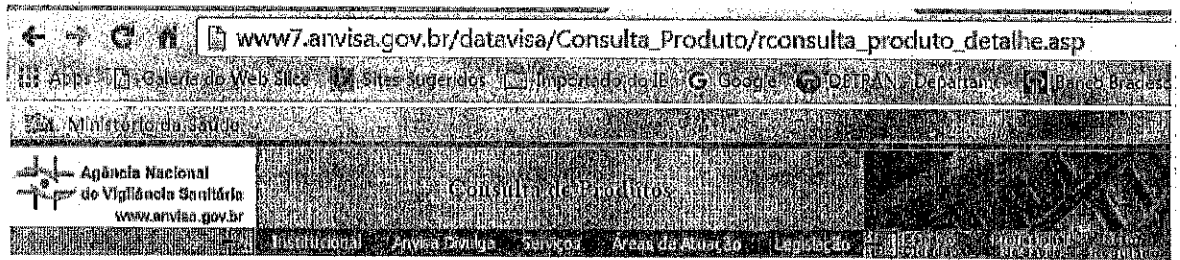 www7.anvisa.gov.br/datavisa/Consulta_Produto/rconsulta_produto_detalhe.asp
Apps Galeria do Web Slice Sites Sugeridos Importado do IE Google DETRAN Departame Banco Bradesc
Ministério da Saúde
Agência Nacional
de Vigilância Sanitária
www.anvisa.gov.br
Consulta de Produtos
Institucional Anvisa Divulga Serviços Áreas de Atuação Legislação